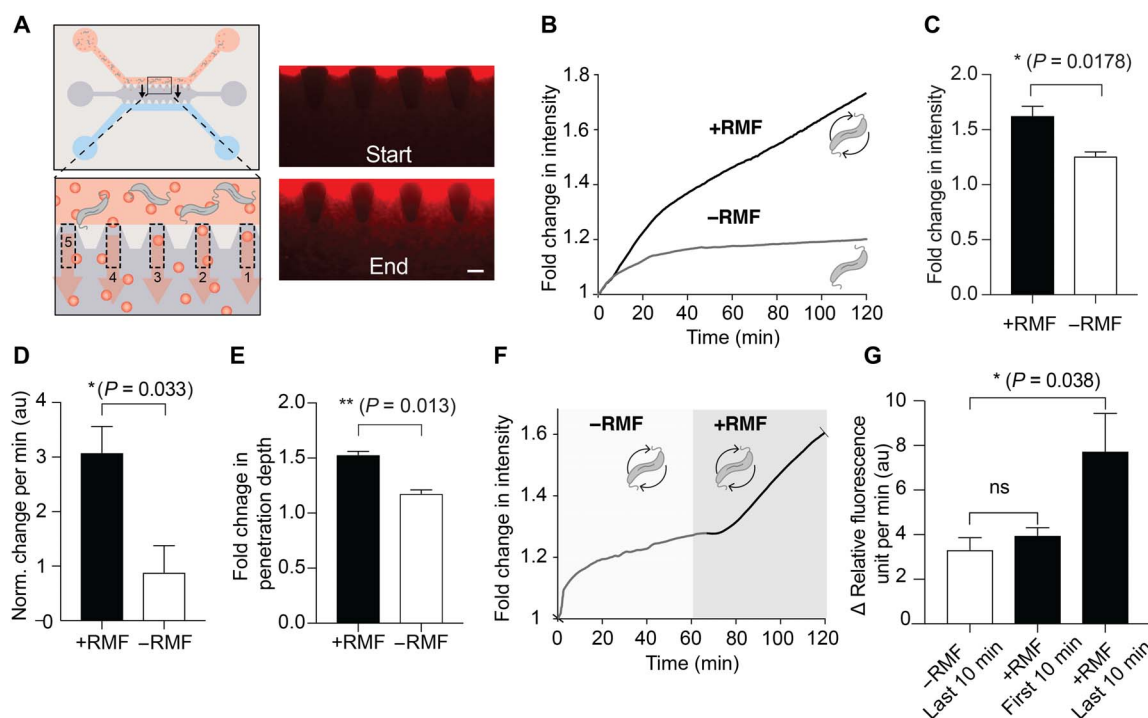 A
5
4
3
2
1
Start
End
B
Fold change in intensity
1.8
1.6
1.4
1.2
1
+RMF
−RMF
0
20
40
60
80
100
120
Time (min)
C
* (P = 0.0178)
Fold change in intensity
2.0
1.5
1.0
0.5
0.0
+RMF
−RMF
D
* (P = 0.033)
Norm. change per min (au)
4
3
2
1
0
+RMF
−RMF
E
** (P = 0.013)
Fold chnage in
penetration depth
2.0
1.5
1.0
0.5
0.0
+RMF
−RMF
F
Fold change in intensity
1.6
1.4
1.2
1
−RMF
+RMF
0
20
40
60
80
100
120
Time (min)
G
* (P = 0.038)
ns
Δ Relative fluorescence
unit per min (au)
10
8
6
4
2
0
−RMF
Last 10 min
+RMF
First 10 min
+RMF
Last 10 min